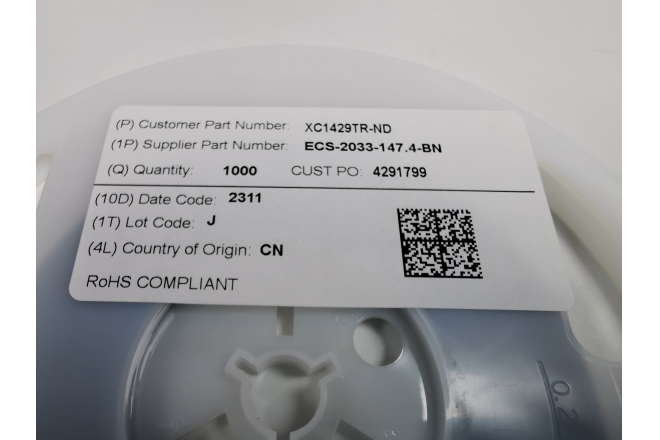 (P) Customer Part Number: XC1429TR-ND
(1P) Supplier Part Number: ECS-2033-147.4-BN
(Q) Quantity: 1000 CUST PO: 4291799
(10D) Date Code: 2311
(1T) Lot Code: J
(4L) Country of Origin: CN
RoHS COMPLIANT
0.2